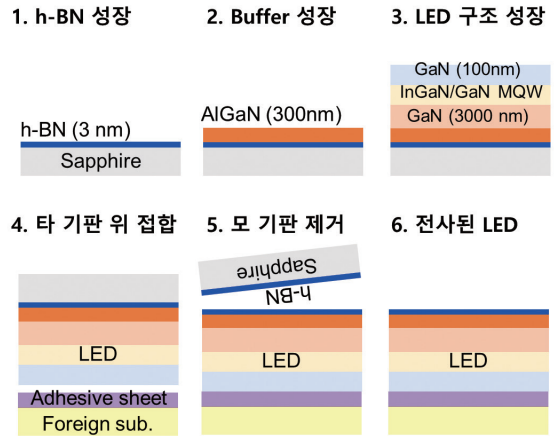 1. h-BN 성장
2. Buffer 성장
3. LED 구조 성장
h-BN (3 nm)
Sapphire
AlGaN (300nm)
GaN (100nm)
InGaN/GaN MQW
GaN (3000 nm)
4. 타 기판 위 접합
5. 모 기판 제거
6. 전사된 LED
LED
Adhesive sheet
Foreign sub.
Sapphire
h-BN
LED
LED